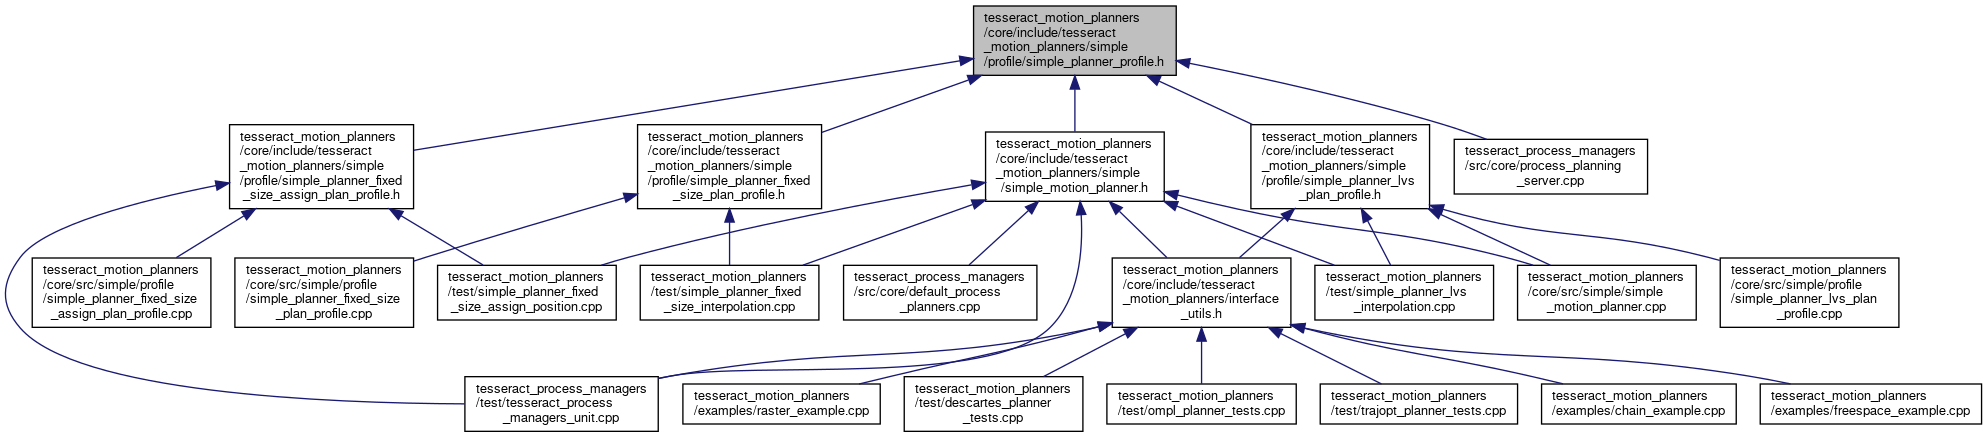 tesseract_motion_planners
/core/include/tesseract
_motion_planners/simple
/profile/simple_planner_profile.h
tesseract_motion_planners
/core/include/tesseract
_motion_planners/simple
/profile/simple_planner_fixed
_size_assign_plan_profile.h
tesseract_motion_planners
/core/include/tesseract
_motion_planners/simple
/profile/simple_planner_fixed
_size_plan_profile.h
tesseract_motion_planners
/core/include/tesseract
_motion_planners/simple
/simple_motion_planner.h
tesseract_motion_planners
/core/include/tesseract
_motion_planners/simple
/profile/simple_planner_lvs
_plan_profile.h
tesseract_process_managers
/src/core/process_planning
_server.cpp
tesseract_motion_planners
/core/src/simple/profile
/simple_planner_fixed_size
_assign_plan_profile.cpp
tesseract_motion_planners
/core/src/simple/profile
/simple_planner_fixed_size
_plan_profile.cpp
tesseract_motion_planners
/test/simple_planner_fixed
_size_assign_position.cpp
tesseract_motion_planners
/test/simple_planner_fixed
_size_interpolation.cpp
tesseract_process_managers
/src/core/default_process
_planners.cpp
tesseract_motion_planners
/core/include/tesseract
_motion_planners/interface
_utils.h
tesseract_motion_planners
/test/simple_planner_lvs
_interpolation.cpp
tesseract_motion_planners
/core/src/simple/simple
_motion_planner.cpp
tesseract_motion_planners
/core/src/simple/profile
/simple_planner_lvs_plan
_profile.cpp
tesseract_process_managers
/test/tesseract_process
_managers_unit.cpp
tesseract_motion_planners
/examples/raster_example.cpp
tesseract_motion_planners
/test/descartes_planner
_tests.cpp
tesseract_motion_planners
/test/ompl_planner_tests.cpp
tesseract_motion_planners
/test/trajopt_planner_tests.cpp
tesseract_motion_planners
/examples/chain_example.cpp
tesseract_motion_planners
/examples/freespace_example.cpp